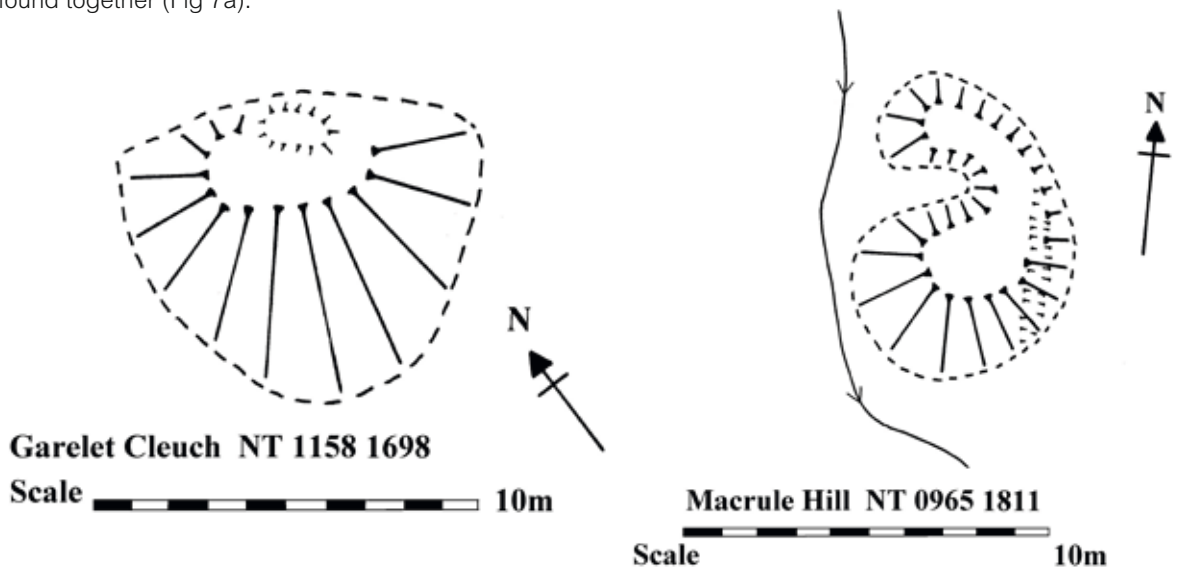 found together (Fig 7a).
N
Garelet Cleuch NT 1158 1698
Scale 10m
N
Macrule Hill NT 0965 1811
Scale 10m